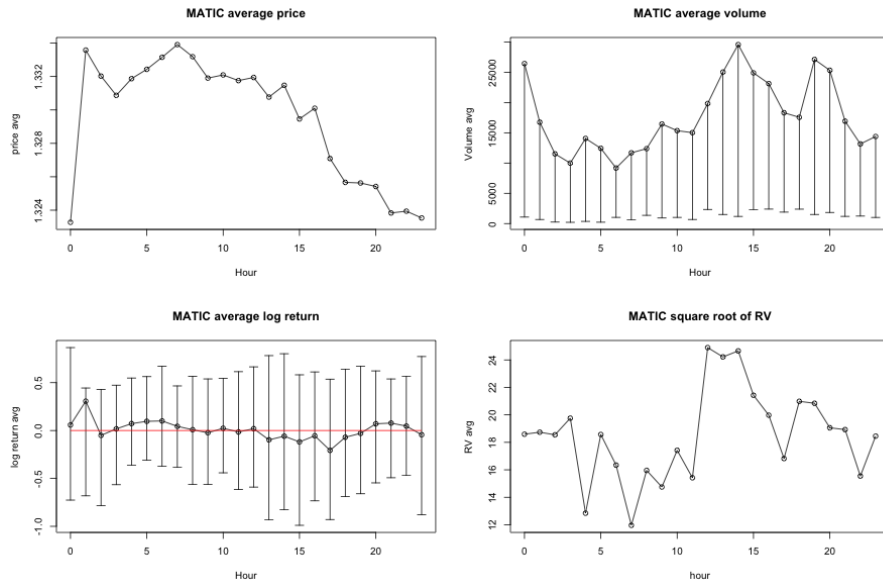 MATIC average price
price avg
1.332
1.328
1.324
0 5 10 15 20
Hour
MATIC average volume
Volume avg
25000
15000
5000
0
0 5 10 15 20
Hour
MATIC average log return
log return avg
0.5
0.0
-0.5
-1.0
0 5 10 15 20
Hour
MATIC square root of RV
RV avg
24
22
20
18
16
14
12
0 5 10 15 20
hour